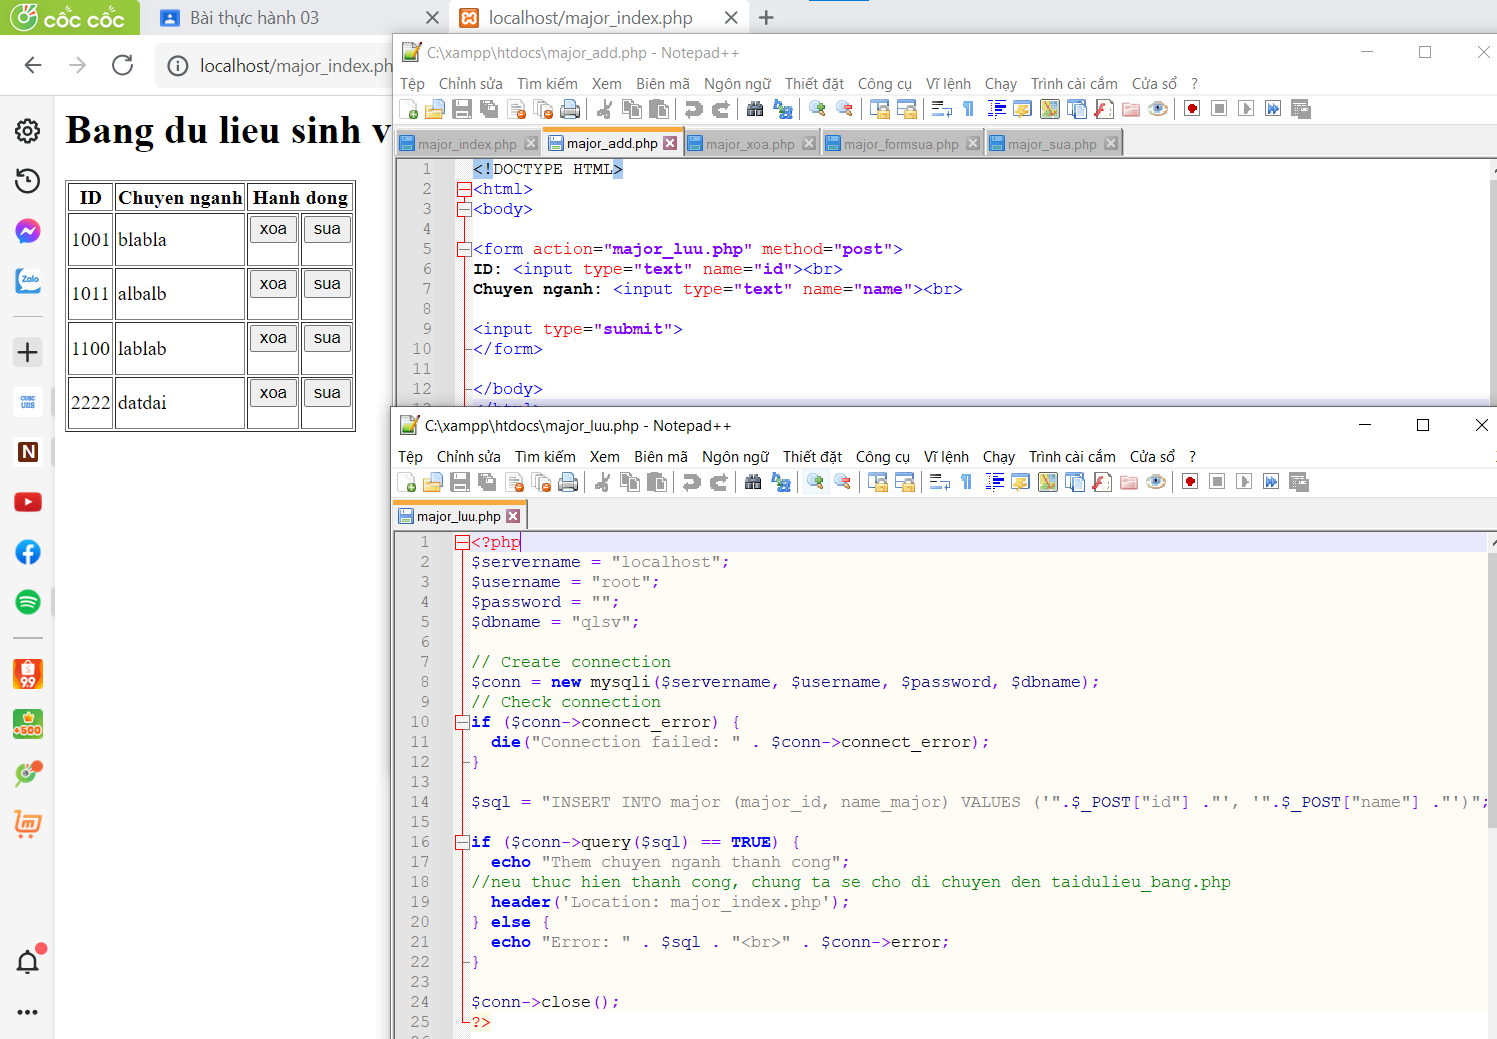 cốc cốc
Bài thực hành 03
localhost/major_index.php
localhost/major_index.ph
Bang du lieu sinh v
ID Chuyen nganh Hanh dong
1001 blabla xoa sua
1011 albalb xoa sua
1100 lablab xoa sua
2222 datdai xoa sua
Zalo
CUSC
N
9.9
+500
m
C:\xampp\htdocs\major_add.php - Notepad++
Tệp Chỉnh sửa Tìm kiếm Xem Biên mã Ngôn ngữ Thiết đặt Công cụ Vĩ lệnh Chạy Trình cài cắm Cửa sổ ?
major_index.php major_add.php major_xoa.php major_formsua.php major_sua.php
1 <!DOCTYPE HTML>
2 <html>
3 <body>
4
5 <form action="major_luu.php" method="post">
6 ID: <input type="text" name="id"><br>
7 Chuyen nganh: <input type="text" name="name"><br>
8
9 <input type="submit">
10 </form>
11
12 </body>
C:\xampp\htdocs\major_luu.php - Notepad++
Tệp Chỉnh sửa Tìm kiếm Xem Biên mã Ngôn ngữ Thiết đặt Công cụ Vĩ lệnh Chạy Trình cài cắm Cửa sổ ?
major_luu.php
1 <?php
2 $servername = "localhost";
3 $username = "root";
4 $password = "";
5 $dbname = "qlsv";
6
7 // Create connection
8 $conn = new mysqli($servername, $username, $password, $dbname);
9 // Check connection
10 if ($conn->connect_error) {
11 die("Connection failed: " . $conn->connect_error);
12 }
13
14 $sql = "INSERT INTO major (major_id, name_major) VALUES ('".$_POST["id"] ."', '".$_POST["name"] ."')";
15
16 if ($conn->query($sql) == TRUE) {
17 echo "Them chuyen nganh thanh cong";
18 //neu thuc hien thanh cong, chung ta se cho di chuyen den taidulieu_bang.php
19 header('Location: major_index.php');
20 } else {
21 echo "Error: " . $sql . "<br>" . $conn->error;
22 }
23
24 $conn->close();
25 ?>